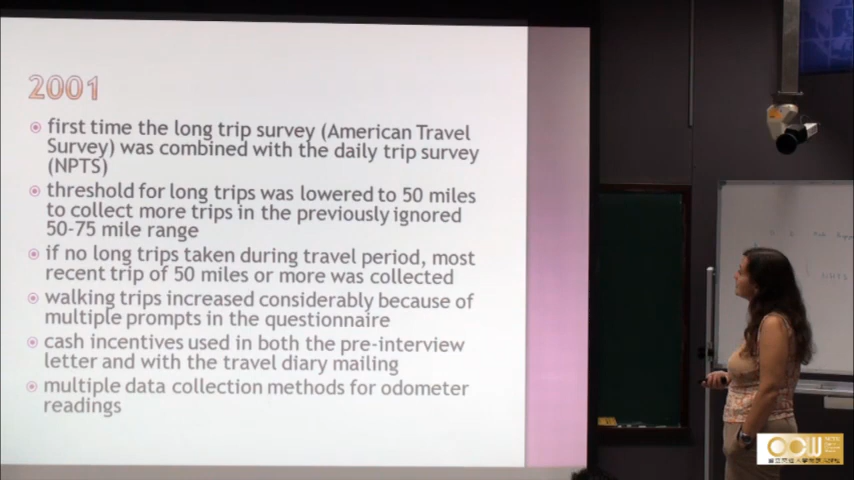 2001
first time the long trip survey (American Travel
Survey) was combined with the daily trip survey
(NPTS)
threshold for long trips was lowered to 50 miles
to collect more trips in the previously ignored
50-75 mile range
if no long trips taken during travel period, most
recent trip of 50 miles or more was collected
walking trips increased considerably because of
multiple prompts in the questionnaire
cash incentives used in both the pre-interview
letter and with the travel diary mailing
multiple data collection methods for odometer
readings
OCW